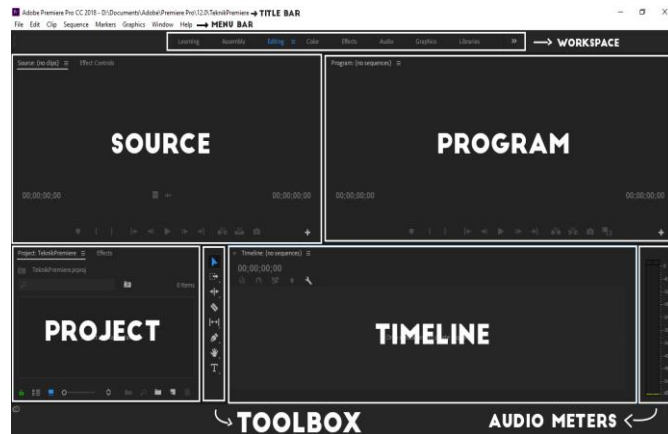 Adobe Premiere Pro CC 2018 - D:\Documents\Adobe\Premiere Pro\12.0\TeknikPremiere → TITLE BAR
File Edit Clip Sequence Markers Graphics Window Help → MENU BAR
Learning Assembly Editing Color Effects Audio Graphics Libraries → WORKSPACE
Source: (no clips) Effect Controls
Program: (no sequences)
SOURCE
PROGRAM
00;00;00;00 00;00;00;00
00;00;00;00 00;00;00;00
Project: TeknikPremiere Effects
TeknikPremiere.prproj
0 Items
PROJECT
Timeline: (no sequences)
00;00;00;00
TIMELINE
TOOLBOX
AUDIO METERS